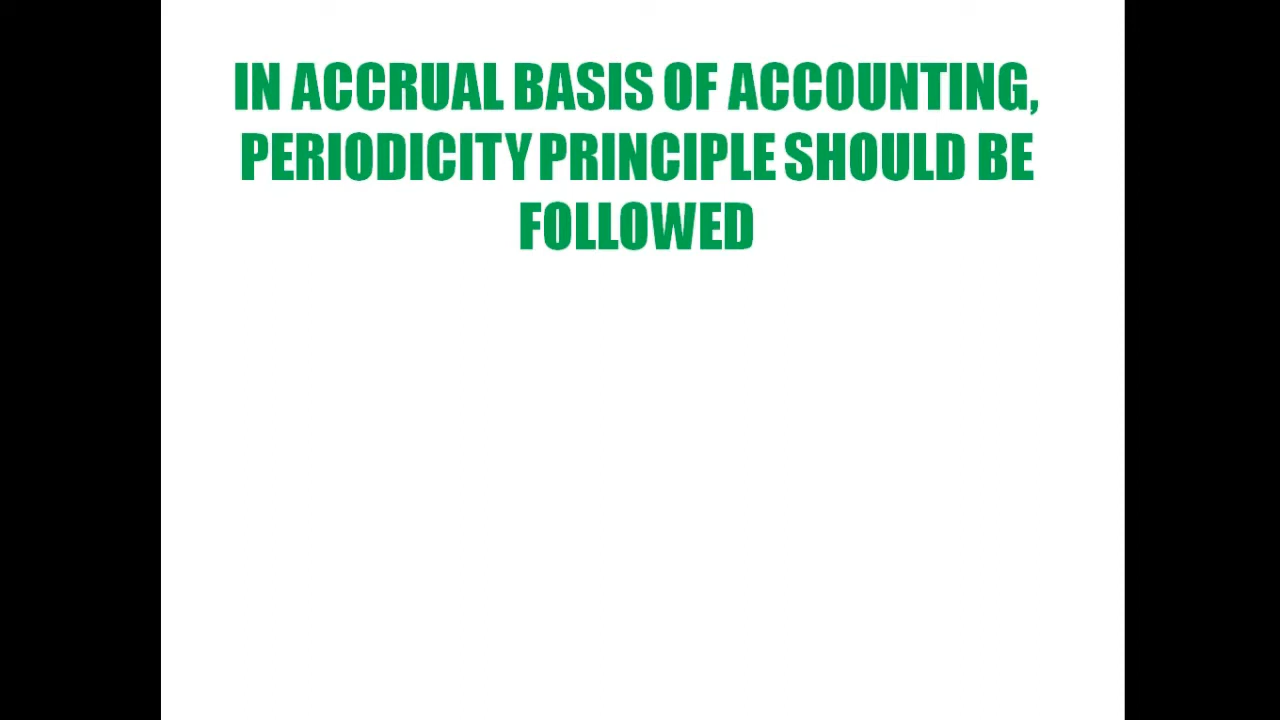 IN ACCRUAL BASIS OF ACCOUNTING,
PERIODICITY PRINCIPLE SHOULD BE
FOLLOWED